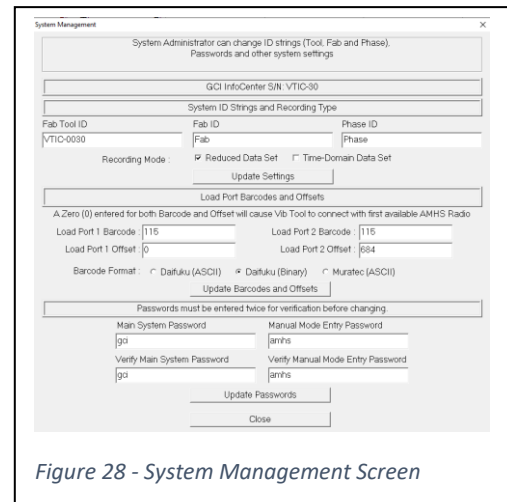 System Management
System Administrator can change ID strings (Tool, Fab and Phase),
Passwords and other system settings
GCI InfoCenter S/N: VTIC-30
System ID Strings and Recording Type
Fab Tool ID Fab ID Phase ID
VTIC-0030 Fab Phase
Recording Mode : Reduced Data Set Time-Domain Data Set
Update Settings
Load Port Barcodes and Offsets
A Zero (0) entered for both Barcode and Offset will cause Vib Tool to connect with first available AMHS Radio
Load Port 1 Barcode : 115 Load Port 2 Barcode : 115
Load Port 1 Offset : 0 Load Port 2 Offset : 684
Barcode Format : Daifuku (ASCII) Daifuku (Binary) Muratec (ASCII)
Update Barcodes and Offsets
Passwords must be entered twice for verification before changing.
Main System Password Manual Mode Entry Password
gci amhs
Verify Main System Password Verify Manual Mode Entry Password
gci amhs
Update Passwords
Close
Figure 28 - System Management Screen